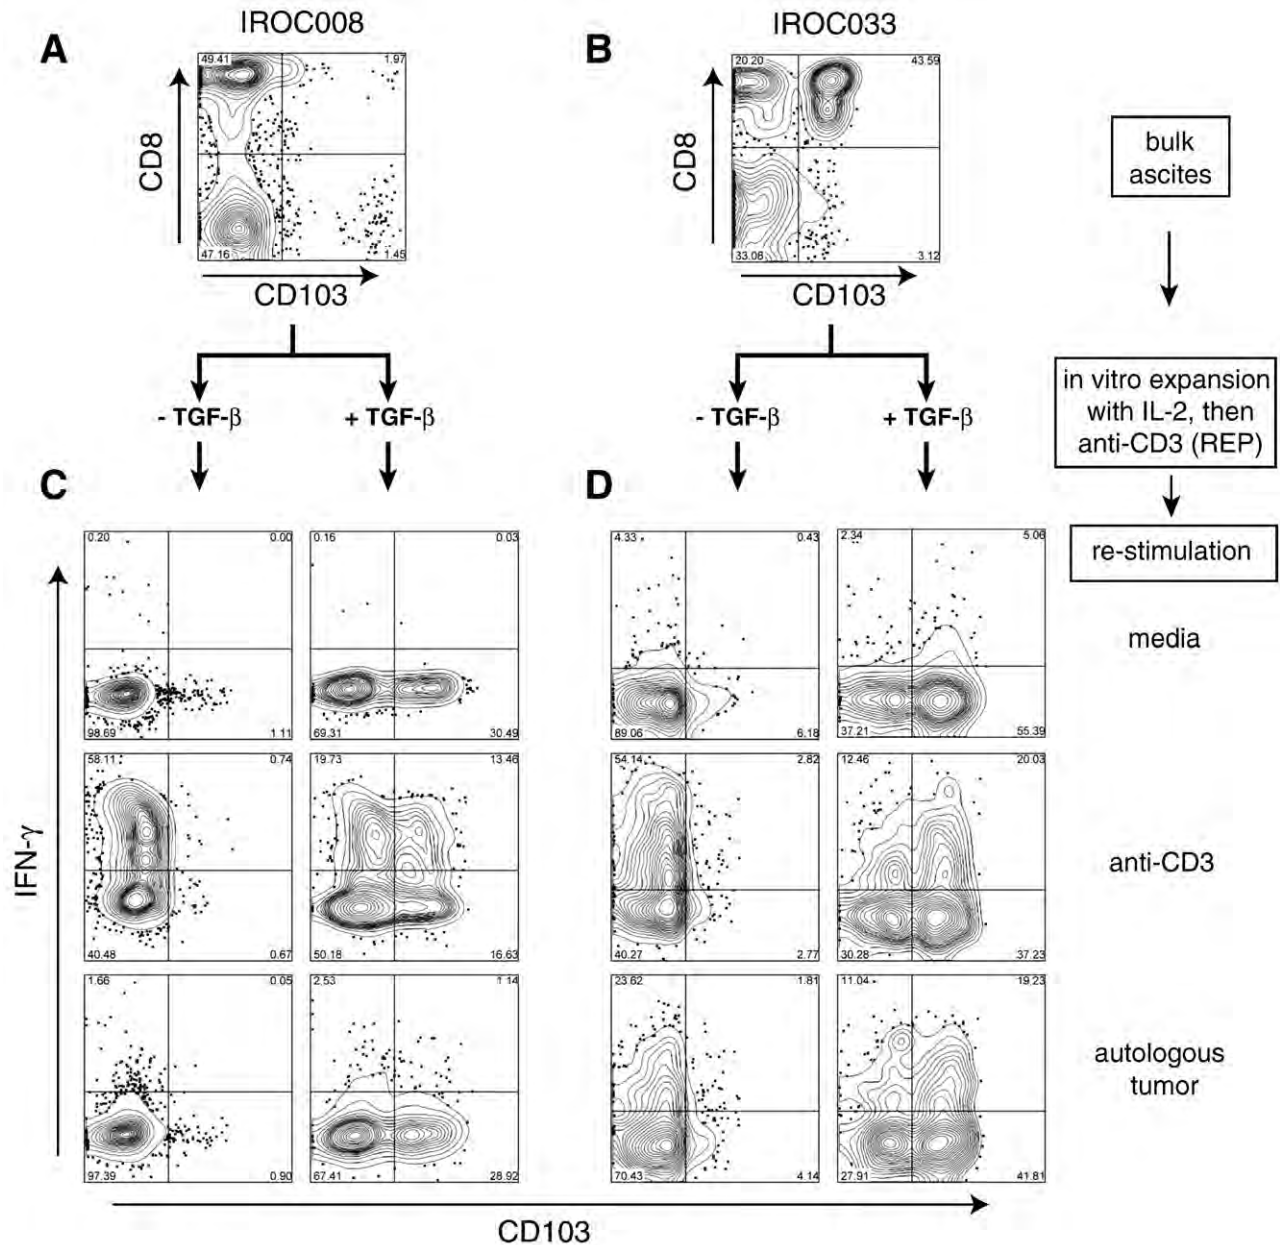 A
IROC008
B
IROC033
49.41
1.97
CD8
47.16
1.45
CD103
20.20
43.59
CD8
33.08
3.12
CD103
bulk
ascites
- TGF-β
+ TGF-β
- TGF-β
+ TGF-β
in vitro expansion
with IL-2, then
anti-CD3 (REP)
C
D
re-stimulation
0.20
0.00
0.16
0.03
4.33
0.43
2.34
5.06
media
98.69
1.11
69.31
30.49
89.06
6.18
37.21
55.39
58.11
0.74
19.73
13.46
54.14
2.82
12.46
20.03
IFN-γ
anti-CD3
40.48
0.67
50.18
16.63
40.27
2.77
30.28
37.23
1.66
0.05
2.53
1.14
23.62
1.81
11.04
19.23
autologous
tumor
97.39
0.90
67.41
28.92
70.43
4.14
27.91
41.81
CD103